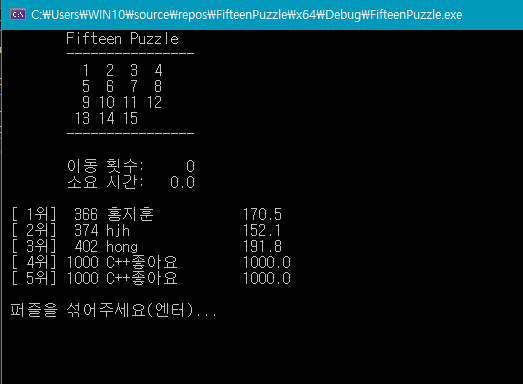 C:₩Users₩WIN10₩source₩repos₩FifteenPuzzle₩x64₩Debug₩FifteenPuzzle.exe
Fifteen Puzzle
----------------
1 2 3 4
5 6 7 8
9 10 11 12
13 14 15
----------------
이동 횟수: 0
소요 시간: 0.0
[ 1위] 366 홍지훈 170.5
[ 2위] 374 hjh 152.1
[ 3위] 402 hong 191.8
[ 4위] 1000 C++좋아요 1000.0
[ 5위] 1000 C++좋아요 1000.0
퍼즐을 섞어주세요(엔터)...